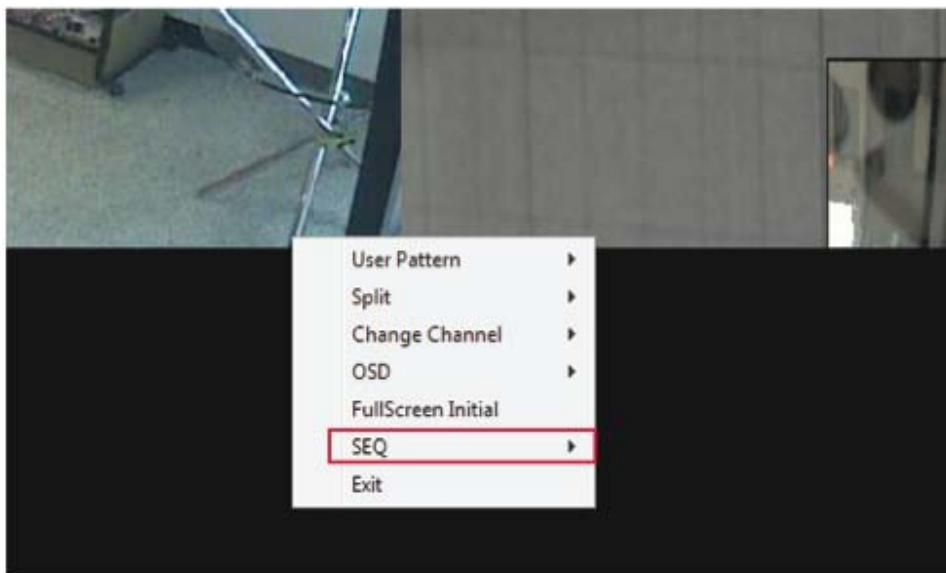 User Pattern
Split
Change Channel
OSD
FullScreen Initial
SEQ
Exit